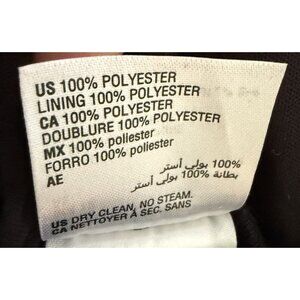 US 100% POLYESTER
LINING 100% POLYESTER
CA 100% POLYESTER
DOUBLURE 100% POLYESTER
MX 100% poliester
FORRO 100% poliester
AE
100% بولي أستر
بطانة 100% بولي أستر
US DRY CLEAN, NO STEAM.
CA NETTOYER À SEC. SANS